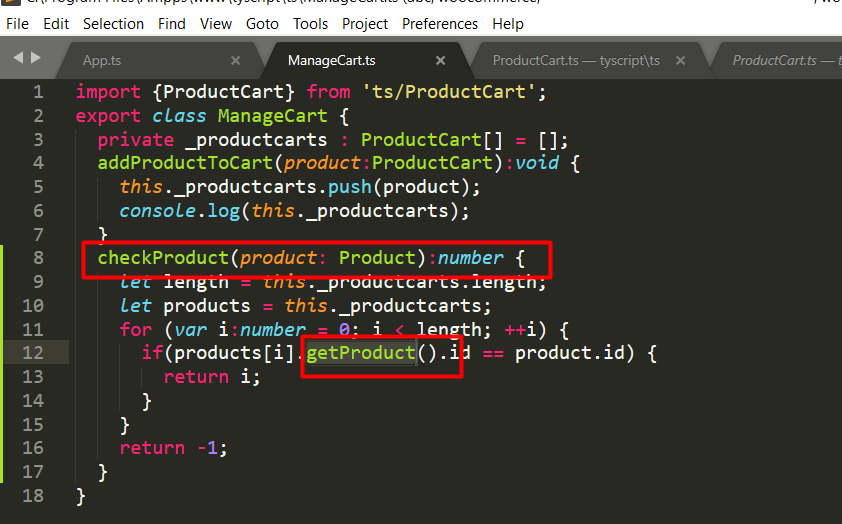 File Edit Selection Find View Goto Tools Project Preferences Help
App.ts × ManageCart.ts × ProductCart.ts — tyscript\ts × ProductCart.ts —
1 import {ProductCart} from 'ts/ProductCart';
2 export class ManageCart {
3 private _productcarts : ProductCart[] = [];
4 addProductToCart(product:ProductCart):void {
5 this._productcarts.push(product);
6 console.log(this._productcarts);
7 }
8 checkProduct(product: Product):number {
9 let length = this._productcarts.length;
10 let products = this._productcarts;
11 for (var i:number = 0; i < length; ++i) {
12 if(products[i].getProduct().id == product.id) {
13 return i;
14 }
15 }
16 return -1;
17 }
18 }